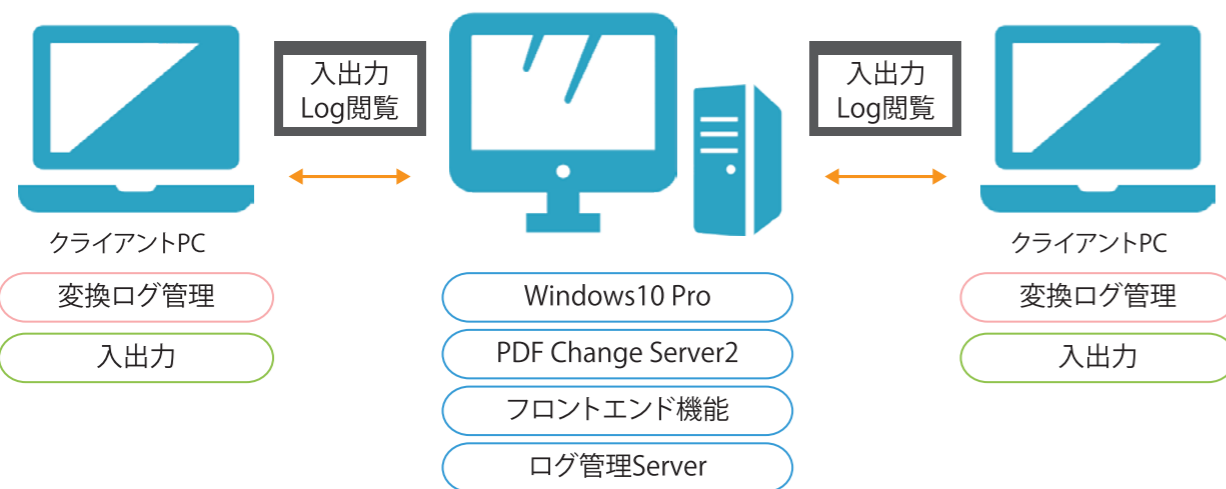 入出力
Log閲覧
入出力
Log閲覧
クライアントPC
クライアントPC
変換ログ管理
Windows10 Pro
変換ログ管理
入出力
PDF Change Server2
入出力
フロントエンド機能
ログ管理Server